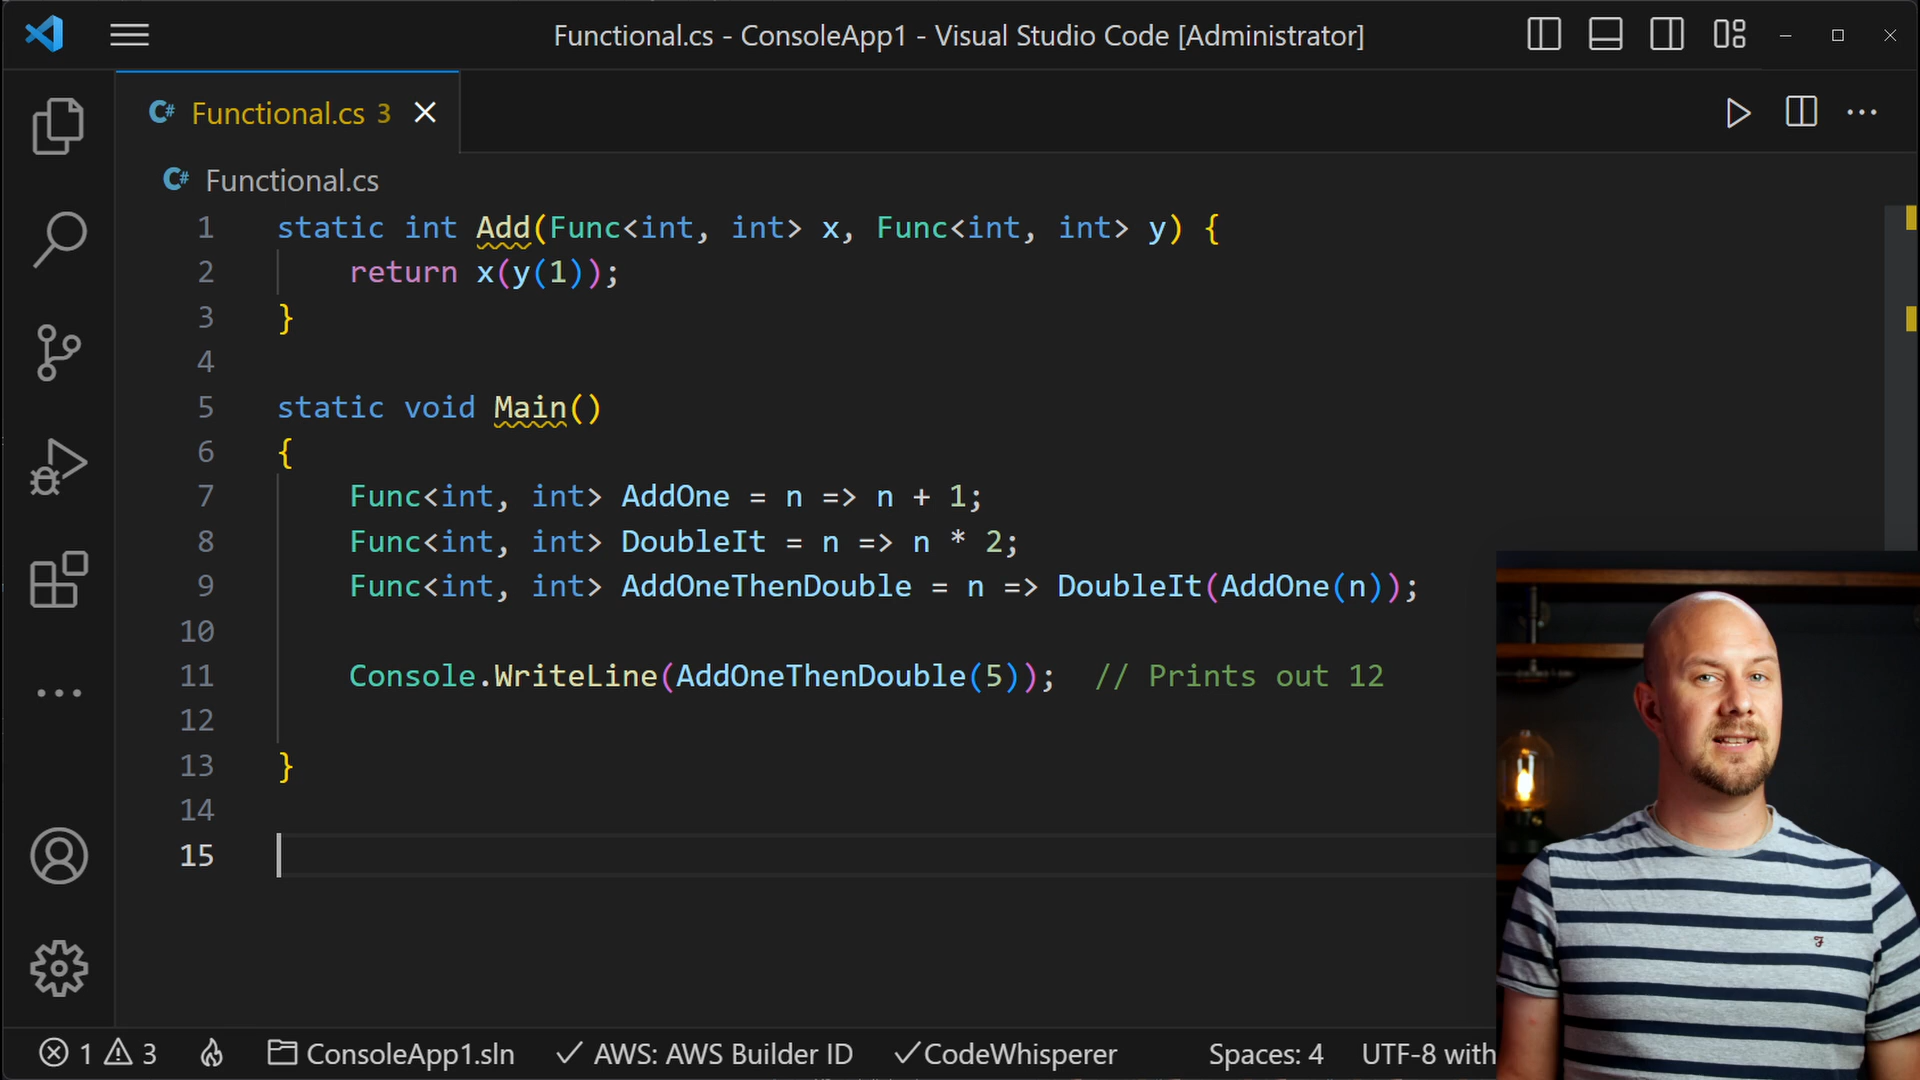 Functional.cs - ConsoleApp1 - Visual Studio Code [Administrator]
C# Functional.cs 3
C# Functional.cs
1 static int Add(Func<int, int> x, Func<int, int> y) {
2 return x(y(1));
3 }
4
5 static void Main()
6 {
7 Func<int, int> AddOne = n => n + 1;
8 Func<int, int> DoubleIt = n => n * 2;
9 Func<int, int> AddOneThenDouble = n => DoubleIt(AddOne(n));
10
11 Console.WriteLine(AddOneThenDouble(5)); // Prints out 12
12
13 }
14
15
1 3 ConsoleApp1.sln AWS: AWS Builder ID CodeWhisperer Spaces: 4 UTF-8 with